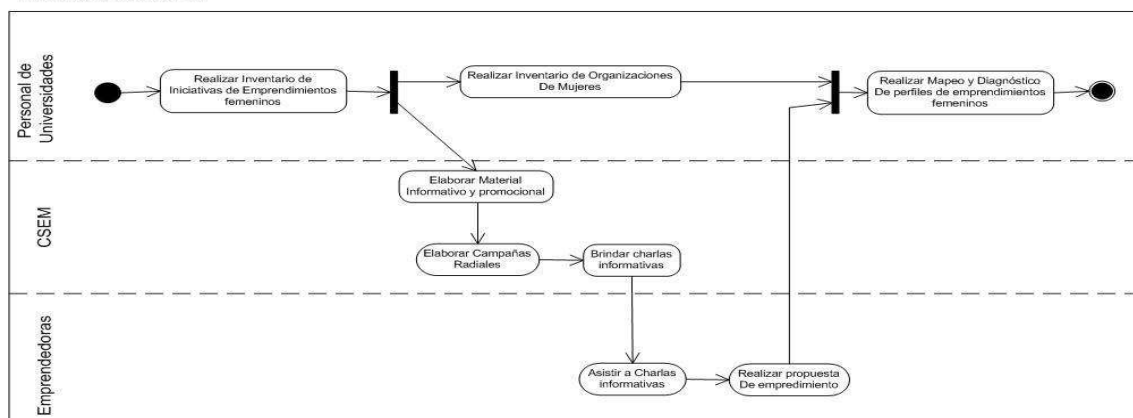 Personal de
Universidades
Realizar Inventario de
Iniciativas de Emprendimientos
femeninos
Realizar Inventario de Organizaciones
De Mujeres
Realizar Mapeo y Diagnóstico
De perfiles de emprendimientos
femeninos
CSEM
Elaborar Material
Informativo y promocional
Elaborar Campañas
Radiales
Brindar charlas
informativas
Emprendedoras
Asistir a Charlas
informativas
Realizar propuesta
De empredimiento